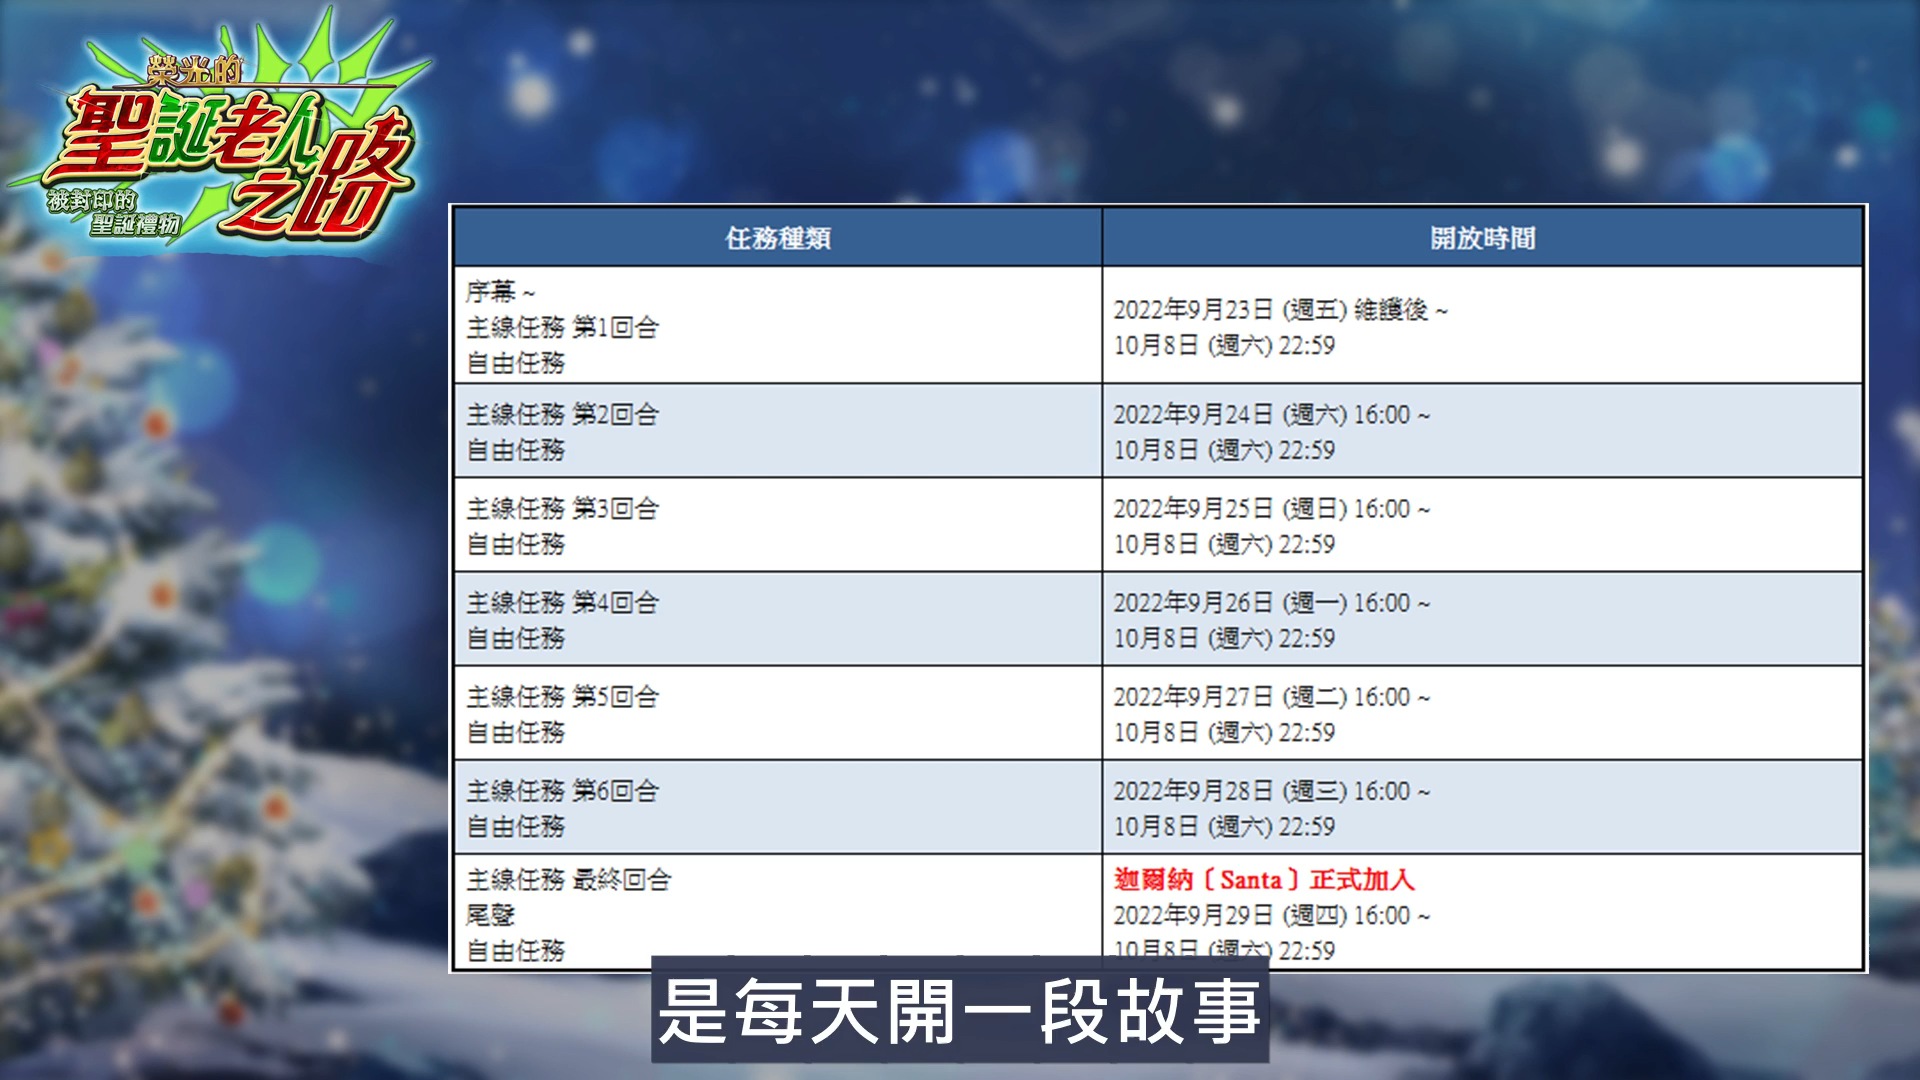 榮光的
聖誕老人
之路
被封印的
聖誕禮物
任務種類
開放時間
序幕 ~
主線任務 第1回合
自由任務
2022年9月23日 (週五) 維護後 ~
10月8日 (週六) 22:59
主線任務 第2回合
自由任務
2022年9月24日 (週六) 16:00 ~
10月8日 (週六) 22:59
主線任務 第3回合
自由任務
2022年9月25日 (週日) 16:00 ~
10月8日 (週六) 22:59
主線任務 第4回合
自由任務
2022年9月26日 (週一) 16:00 ~
10月8日 (週六) 22:59
主線任務 第5回合
自由任務
2022年9月27日 (週二) 16:00 ~
10月8日 (週六) 22:59
主線任務 第6回合
自由任務
2022年9月28日 (週三) 16:00 ~
10月8日 (週六) 22:59
主線任務 最終回合
尾聲
自由任務
迦爾納〔Santa〕正式加入
2022年9月29日 (週四) 16:00 ~
10月8日 (週六) 22:59
是每天開一段故事